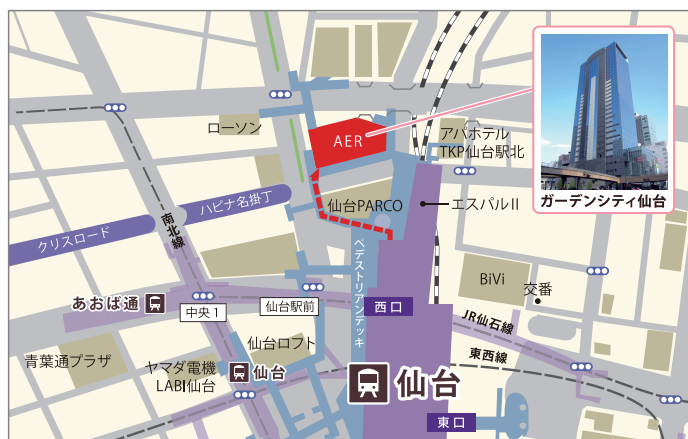 ローソン
AER
アパホテル
TKP仙台駅北
ガーデンシティ仙台
ハピナ名掛丁
クリスロード
南北線
仙台PARCO
エスパルⅡ
ペデストリアンデッキ
BiVi
交番
あおば通
中央1
仙台駅前
西口
JR仙石線
東西線
青葉通プラザ
ヤマダ電機
LABI仙台
仙台ロフト
仙台
仙台
東口